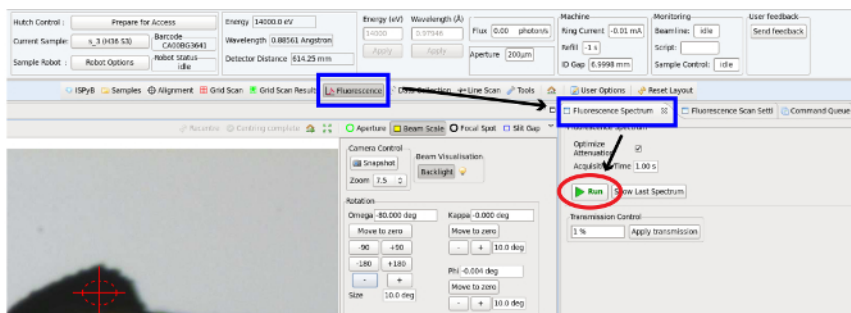 Hutch Control : Prepare for Access
Current Sample: s_3 (H36 S3) Barcode CA00BG3641
Sample Robot : Robot Options Robot Status idle
Energy 14000.0 eV
Wavelength 0.88561 Angstron
Detector Distance 614.25 mm
Energy (eV) Wavelength (Å)
14000 0.97946
Apply Apply
Flux 0.00 photon/s
Aperture 200µm
Machine
Ring Current -0.01 mA
Refill -1 s
ID Gap 6.9998 mm
Monitoring
Beamline: idle
Script:
Sample Control: idle
User feedback
Send feedback
ISPyB Samples Alignment Grid Scan Grid Scan Result Fluorescence Data Collection Line Scan Tools User Options Reset Layout
Fluorescence Spectrum Fluorescence Scan Setti Command Queue
Recentre Centring complete Aperture Beam Scale Focal Spot Slit Gap
Fluorescence Spectrum
Camera Control
Snapshot
Zoom 7.5
Beam Visualisation
Backlight
Optimize Attenuation
Acquisition Time 1.00 s
Run Show Last Spectrum
Transmission Control
1 % Apply transmission
Rotation
Omega -80.000 deg Kappa -0.000 deg
Move to zero Move to zero
-90 +90 - + 10.0 deg
-180 +180
- + Phi -0.004 deg
Size 10.0 deg Move to zero
- + 10.0 deg